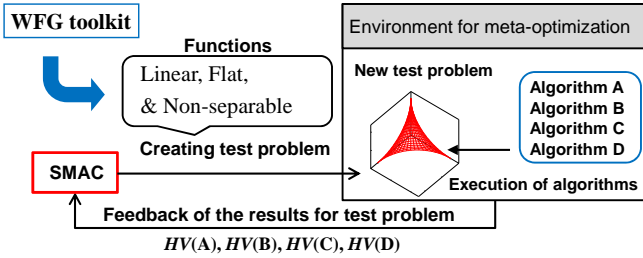 WFG toolkit
Functions
Linear, Flat,
& Non-separable
Creating test problem
SMAC
Environment for meta-optimization
New test problem
Algorithm A
Algorithm B
Algorithm C
Algorithm D
Execution of algorithms
Feedback of the results for test problem
HV(A), HV(B), HV(C), HV(D)